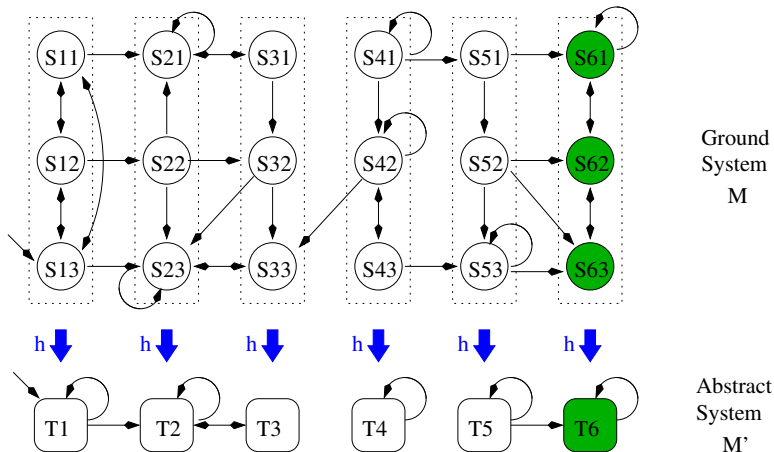 S11 S21 S31 S41 S51 S61
S12 S22 S32 S42 S52 S62
S13 S23 S33 S43 S53 S63
Ground
System
M
h h h h h h
T1 T2 T3 T4 T5 T6
Abstract
System
M'